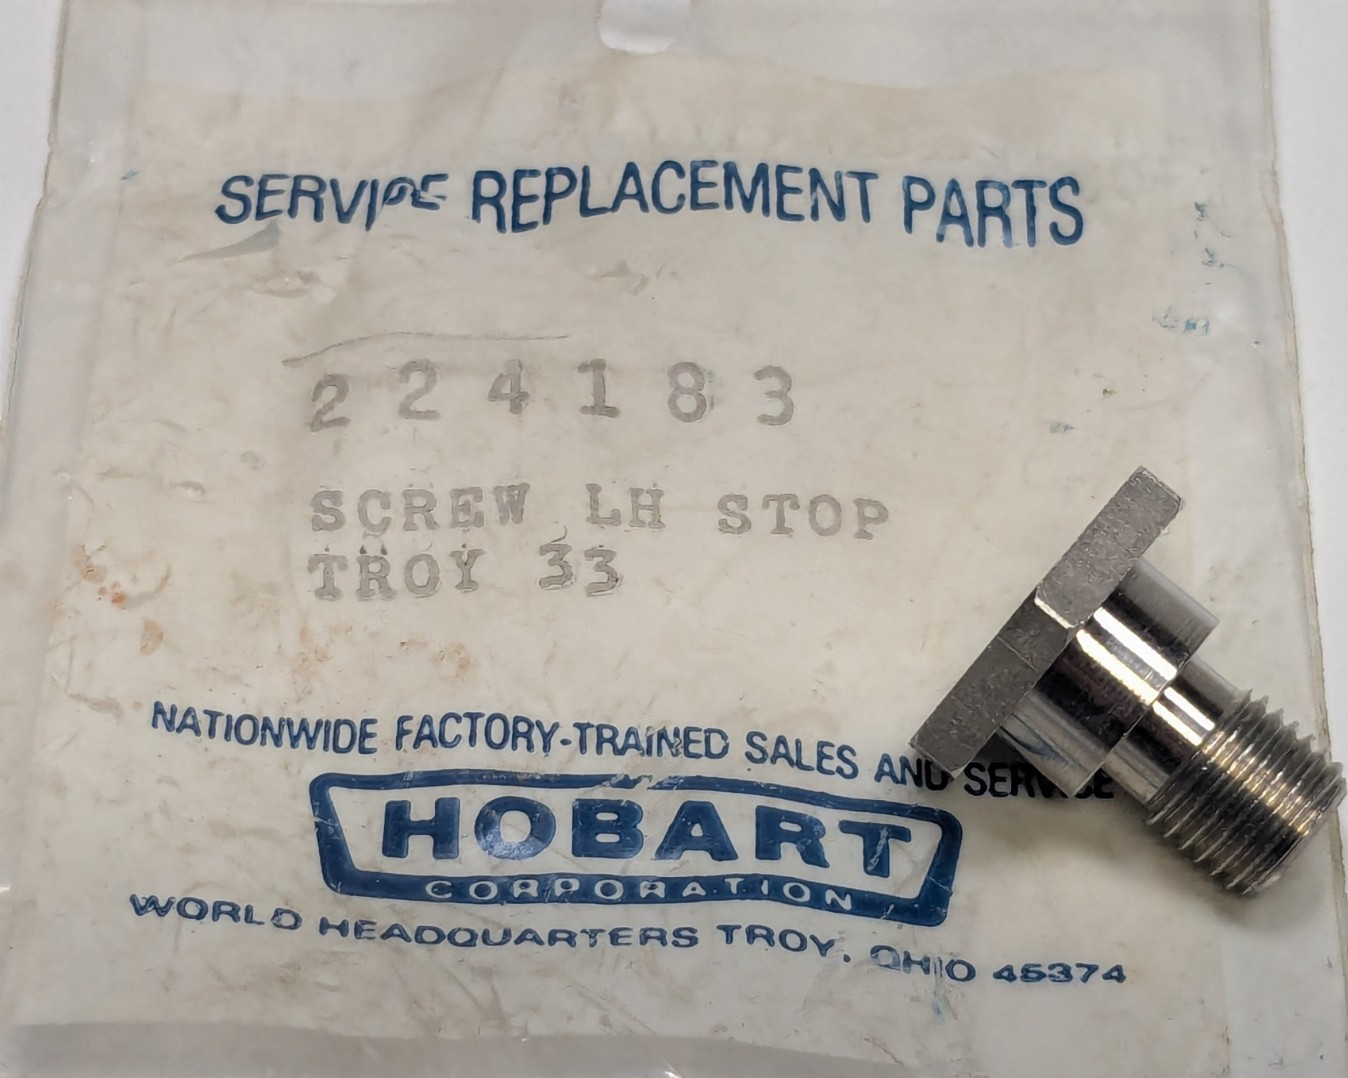 SERVICE REPLACEMENT PARTS
224183
SCREW LH STOP
TROY 33
NATIONWIDE FACTORY-TRAINED SALES AND SERVICE
HOBART
CORPORATION
WORLD HEADQUARTERS TROY, OHIO 45374